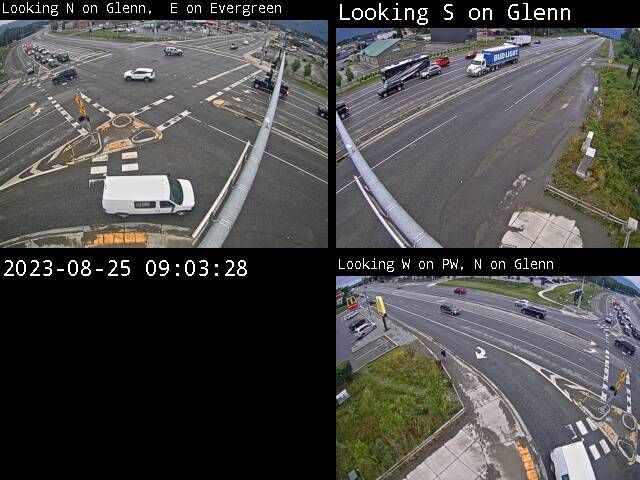 Looking N on Glenn,  E on Evergreen
Looking S on Glenn
BUD LIGHT
2023-08-25 09:03:28
Looking W on PW, N on Glenn